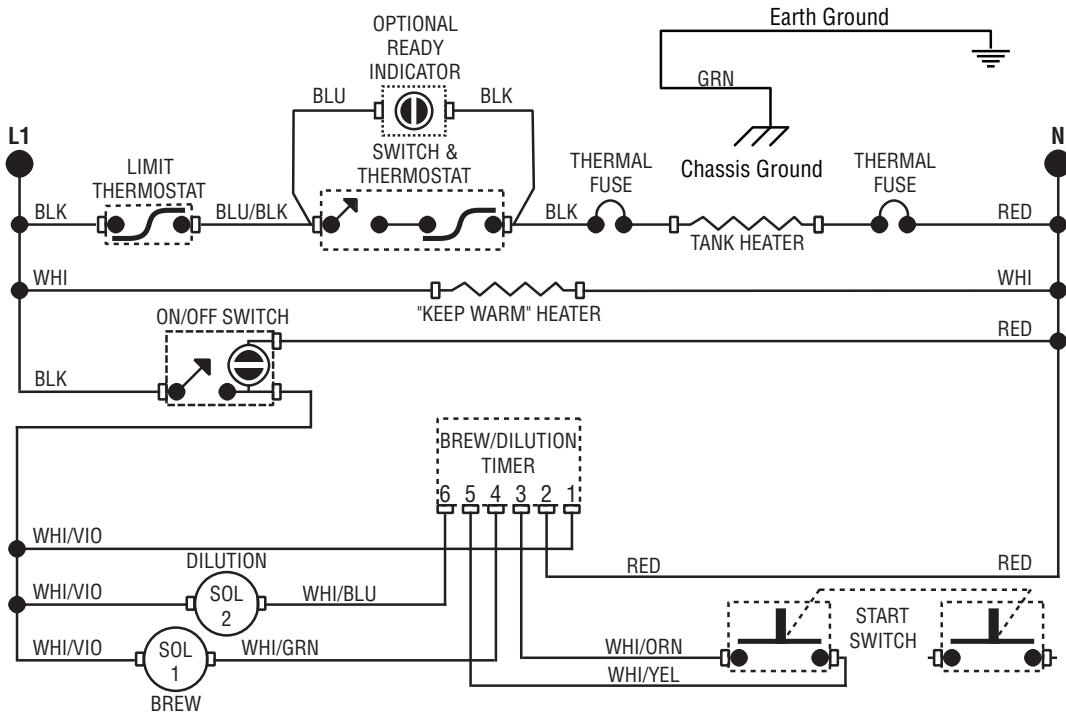 Earth Ground
OPTIONAL
READY
INDICATOR
GRN
BLU
BLK
L1
N
SWITCH &
THERMOSTAT
LIMIT
THERMOSTAT
THERMAL
FUSE
Chassis Ground
THERMAL
FUSE
BLK
BLU/BLK
BLK
RED
TANK HEATER
WHI
WHI
"KEEP WARM" HEATER
ON/OFF SWITCH
RED
BLK
BREW/DILUTION
TIMER
6 5 4 3 2 1
WHI/VIO
DILUTION
RED
RED
WHI/VIO
SOL
2
WHI/BLU
START
SWITCH
WHI/VIO
SOL
1
WHI/GRN
WHI/ORN
WHI/YEL
BREW